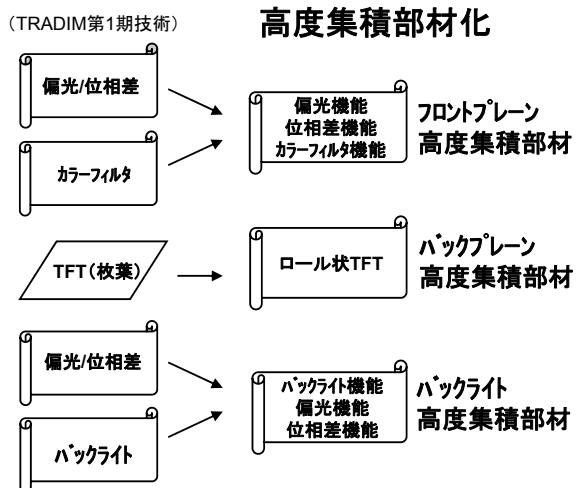 (TRADIM第1期技術)
高度集積部材化
偏光/位相差
カラーフィルタ
偏光機能
位相差機能
カラーフィルタ機能
フロントプレーン
高度集積部材
TFT(枚葉)
ロール状TFT
バックプレーン
高度集積部材
偏光/位相差
バックライト
バックライト機能
偏光機能
位相差機能
バックライト
高度集積部材